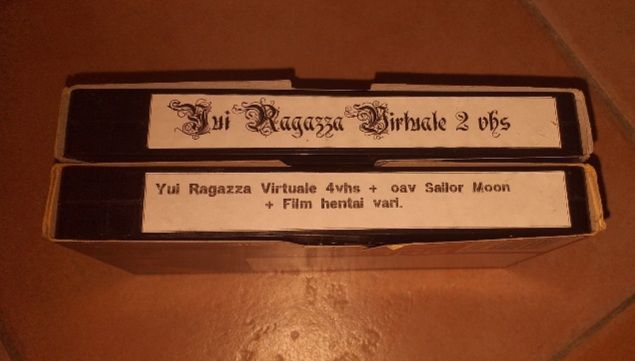 Yui Ragazza Virtuale 2 vhs
Yui Ragazza Virtuale 4vhs + oav Sailor Moon
+ Film hentai vari.